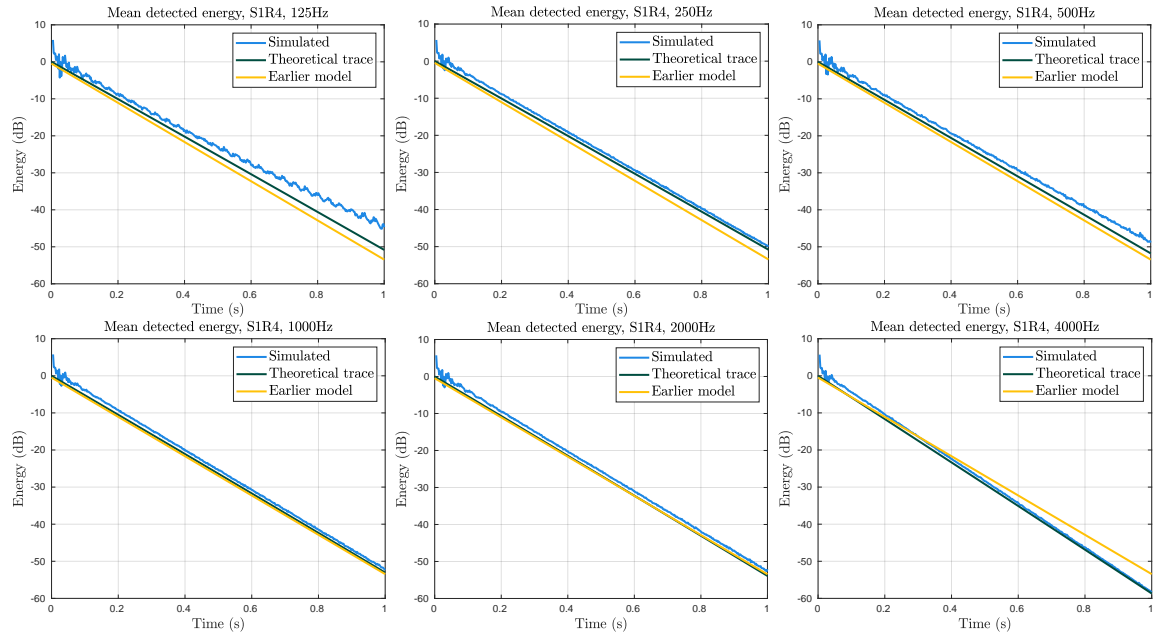 Mean detected energy, S1R4, 125Hz
10
0
-10
-20
-30
-40
-50
-60
Energy (dB)
0
0.2
0.4
0.6
0.8
1
Time (s)
Simulated
Theoretical trace
Earlier model
Mean detected energy, S1R4, 250Hz
10
0
-10
-20
-30
-40
-50
-60
Energy (dB)
0
0.2
0.4
0.6
0.8
1
Time (s)
Simulated
Theoretical trace
Earlier model
Mean detected energy, S1R4, 500Hz
10
0
-10
-20
-30
-40
-50
-60
Energy (dB)
0
0.2
0.4
0.6
0.8
1
Time (s)
Simulated
Theoretical trace
Earlier model
Mean detected energy, S1R4, 1000Hz
10
0
-10
-20
-30
-40
-50
-60
Energy (dB)
0
0.2
0.4
0.6
0.8
1
Time (s)
Simulated
Theoretical trace
Earlier model
Mean detected energy, S1R4, 2000Hz
10
0
-10
-20
-30
-40
-50
-60
Energy (dB)
0
0.2
0.4
0.6
0.8
1
Time (s)
Simulated
Theoretical trace
Earlier model
Mean detected energy, S1R4, 4000Hz
10
0
-10
-20
-30
-40
-50
-60
Energy (dB)
0
0.2
0.4
0.6
0.8
1
Time (s)
Simulated
Theoretical trace
Earlier model